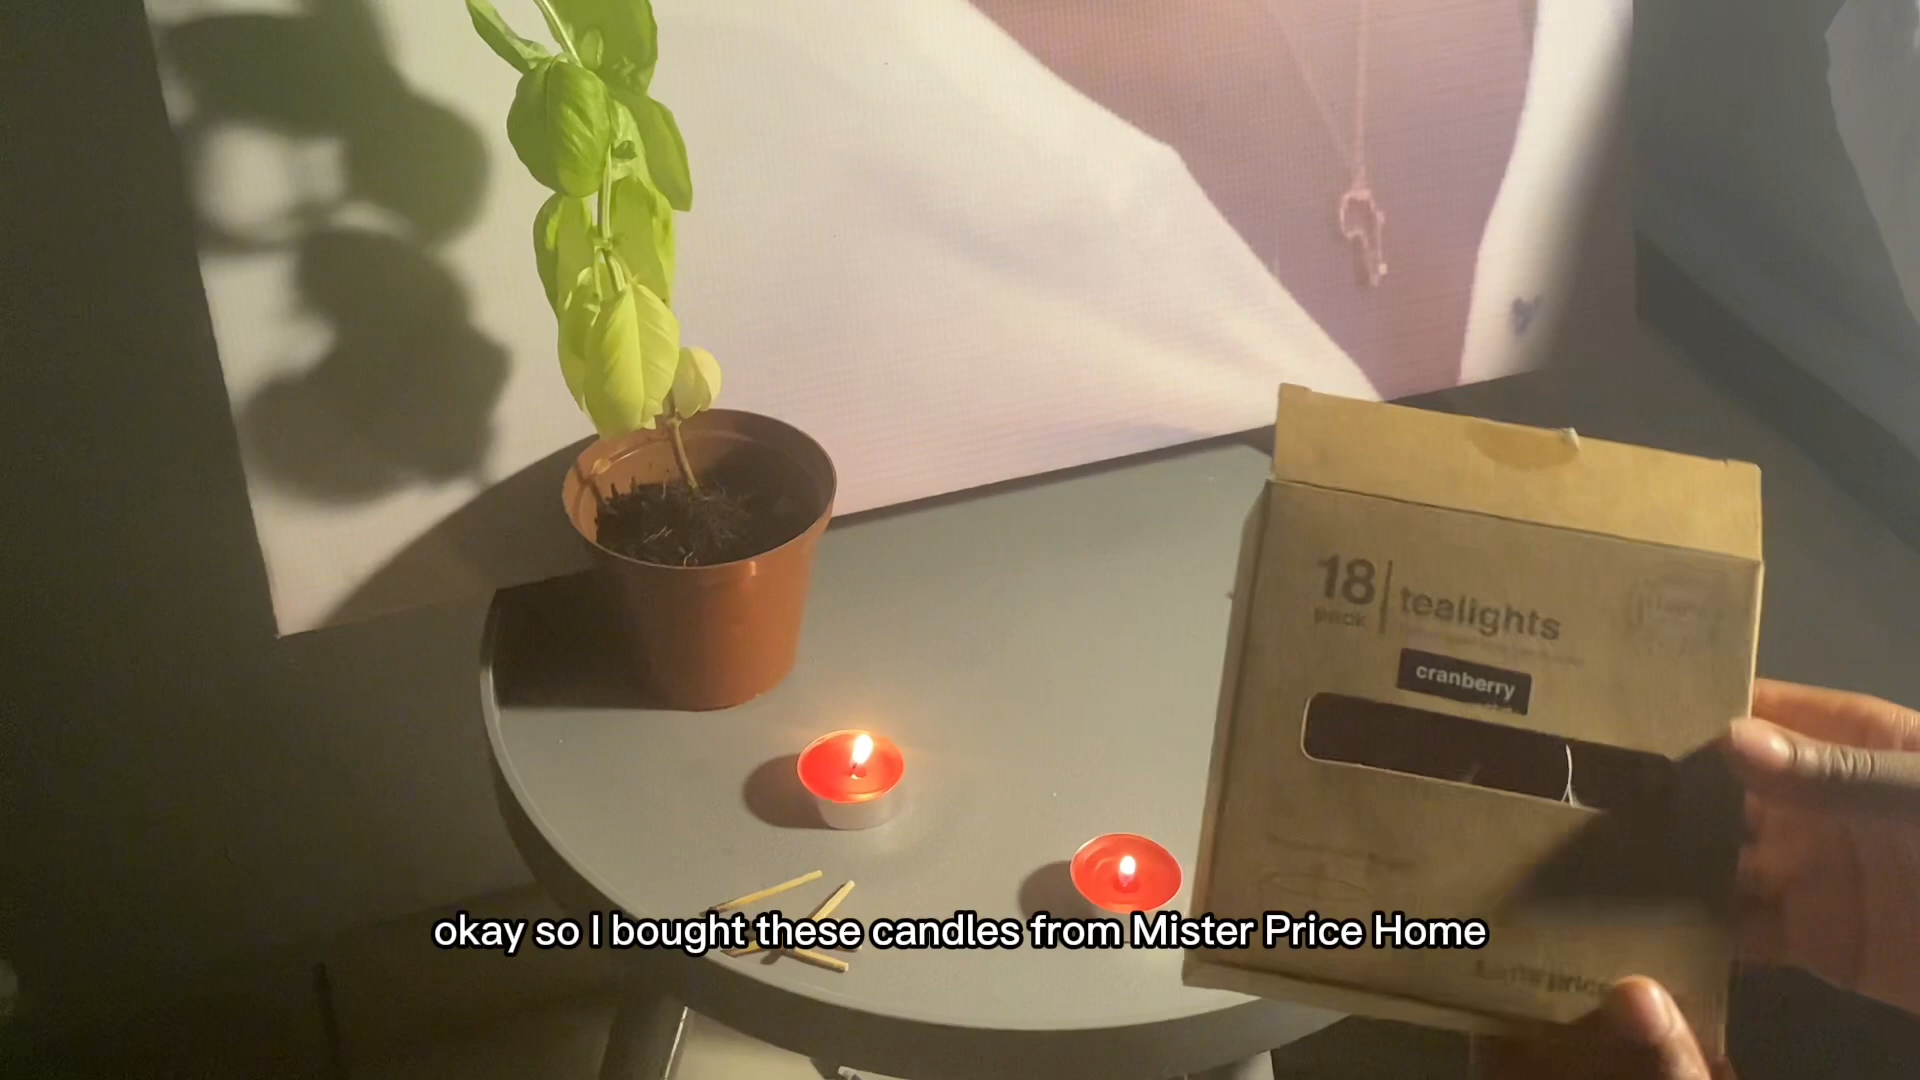 18
pack
tealights
cranberry
okay so I bought these candles from Mister Price Home